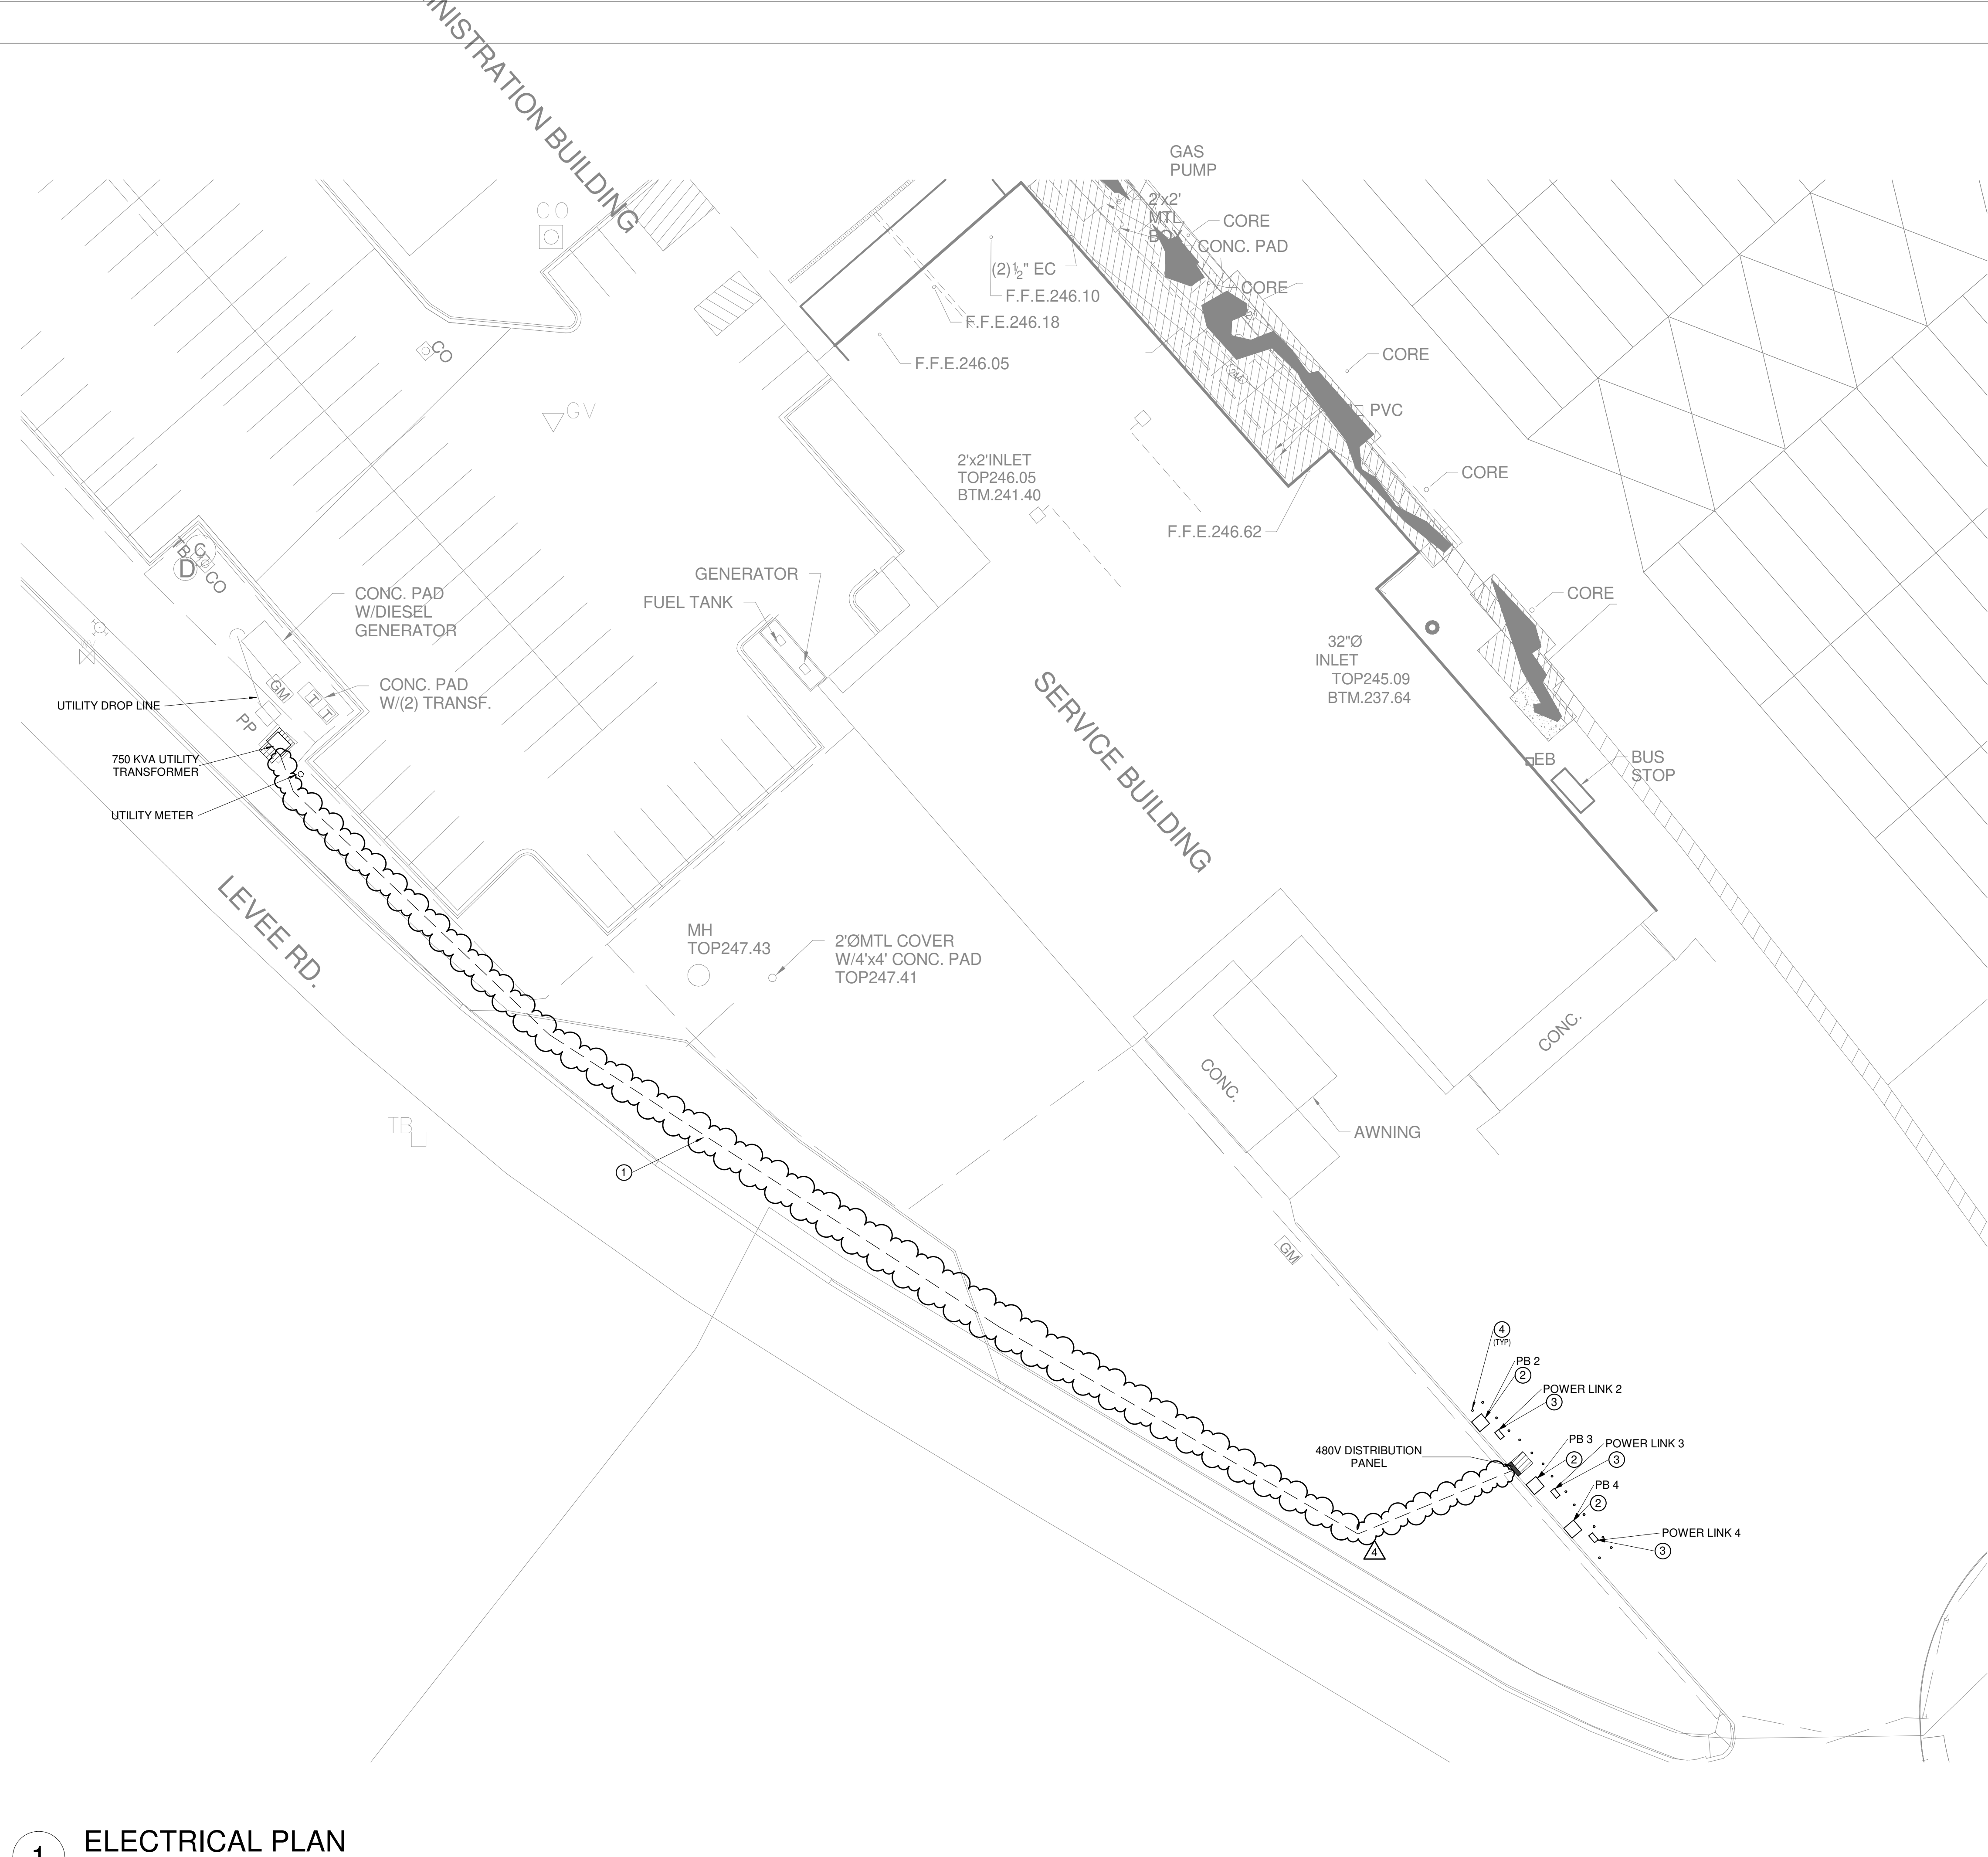 MINISTRATION BUILDING
GAS
PUMP
2'x2'
MTL.
BOX
CORE
CONC. PAD
CORE
(2)½" EC
F.F.E.246.10
F.F.E.246.18
F.F.E.246.05
CO
CO
GV
CORE
244
PVC
2'x2'INLET
TOP246.05
BTM.241.40
CORE
F.F.E.246.62
TB
C
D
CO
CONC. PAD
W/DIESEL
GENERATOR
GENERATOR
FUEL TANK
CORE
32"Ø
INLET
TOP245.09
BTM.237.64
GM
T
T
CONC. PAD
W/(2) TRANSF.
UTILITY DROP LINE
PP
750 KVA UTILITY
TRANSFORMER
UTILITY METER
SERVICE BUILDING
EB
BUS
STOP
LEVEE RD.
MH
TOP247.43
2'ØMTL COVER
W/4'x4' CONC. PAD
TOP247.41
CONC.
CONC.
AWNING
TB
1
GM
4
(TYP)
PB 2
2
POWER LINK 2
3
PB 3
2
POWER LINK 3
3
480V DISTRIBUTION
PANEL
PB 4
2
POWER LINK 4
3
4
1
ELECTRICAL PLAN